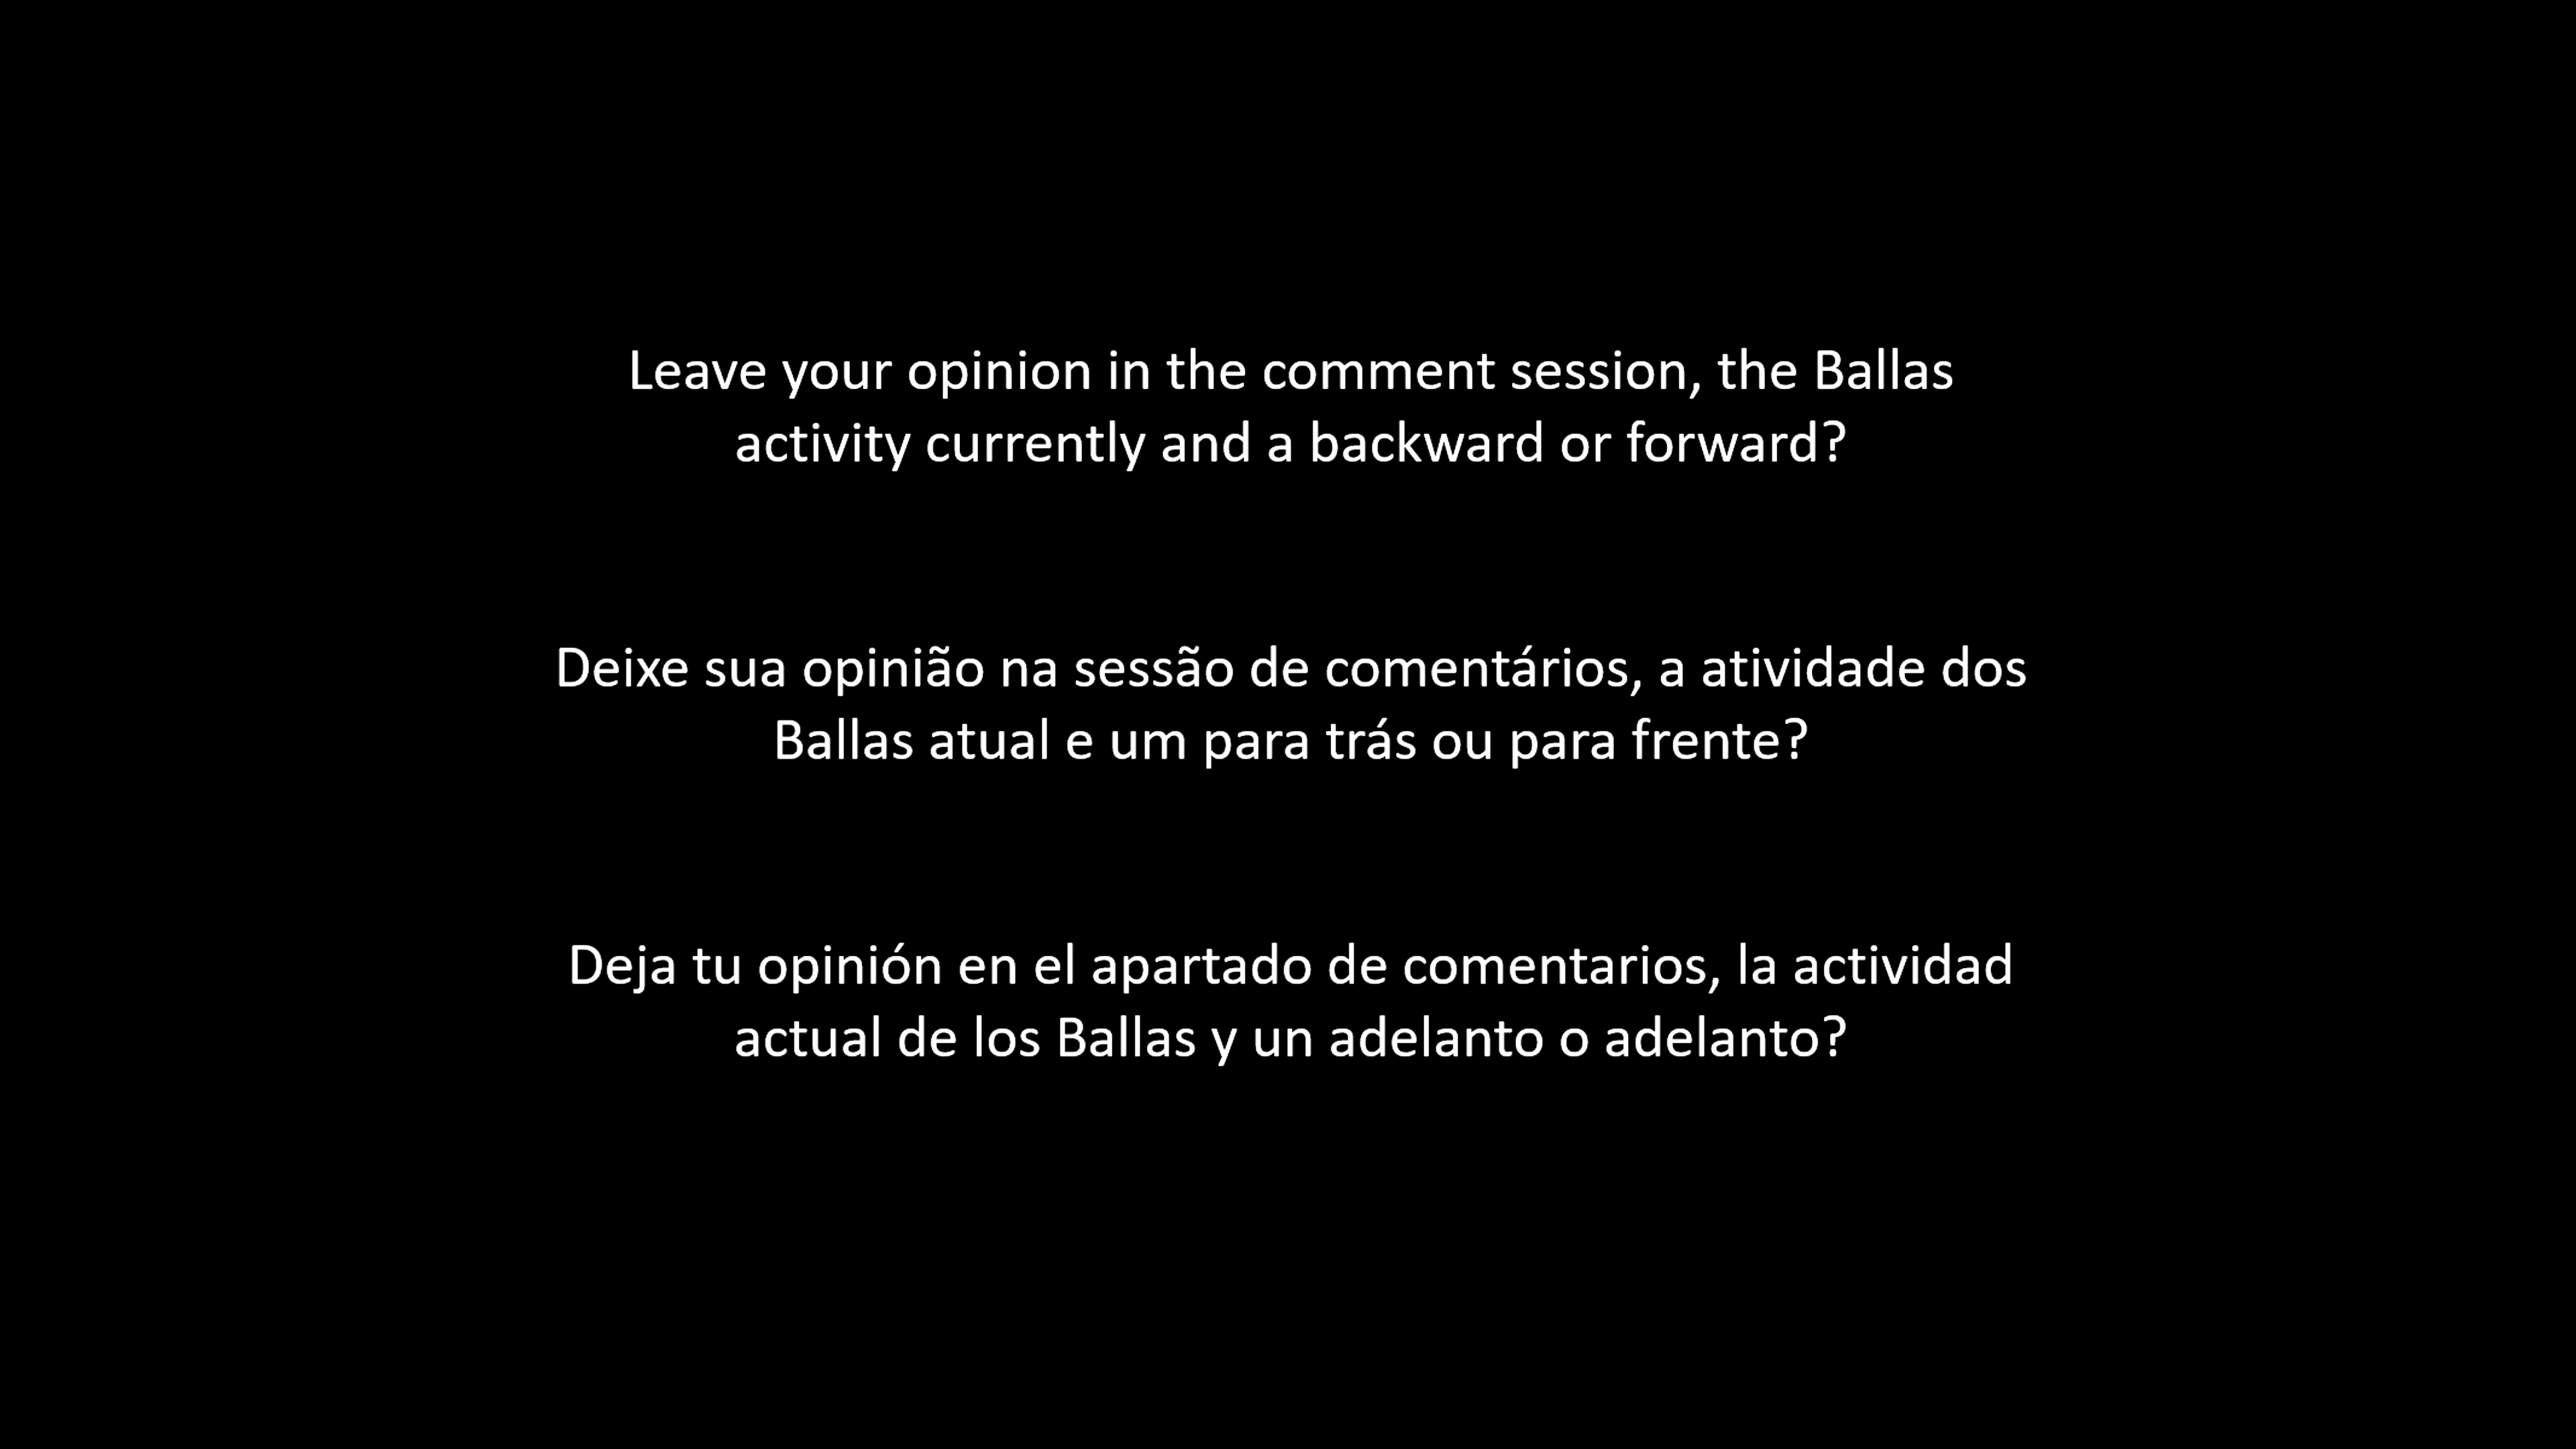 Leave your opinion in the comment session, the Ballas
activity currently and a backward or forward?
Deixe sua opinião na sessão de comentários, a atividade dos
Ballas atual e um para trás ou para frente?
Deja tu opinión en el apartado de comentarios, la actividad
actual de los Ballas y un adelanto o adelanto?